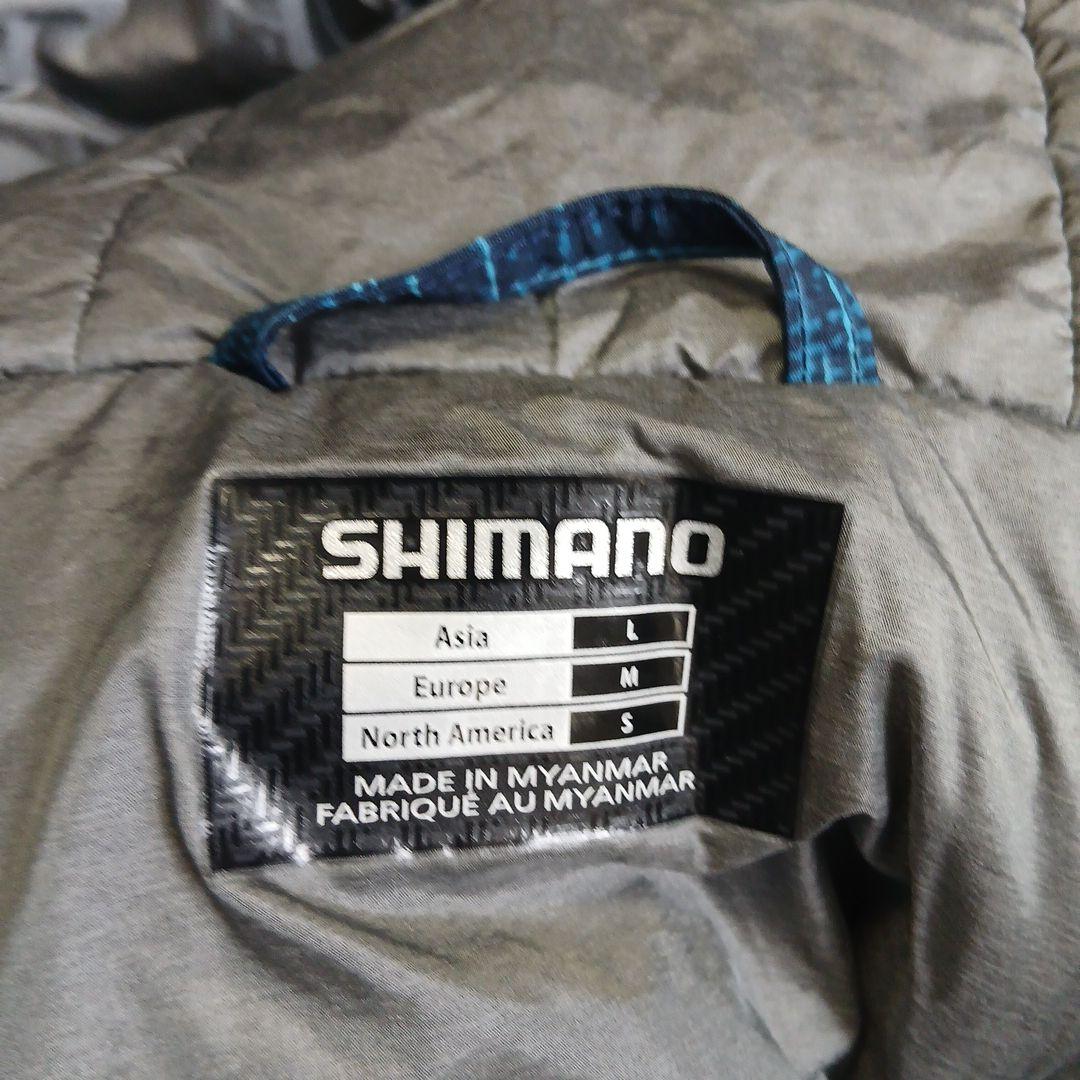 SHIMANO
Asia L
Europe M
North America S
MADE IN MYANMAR
FABRIQUÉ AU MYANMAR